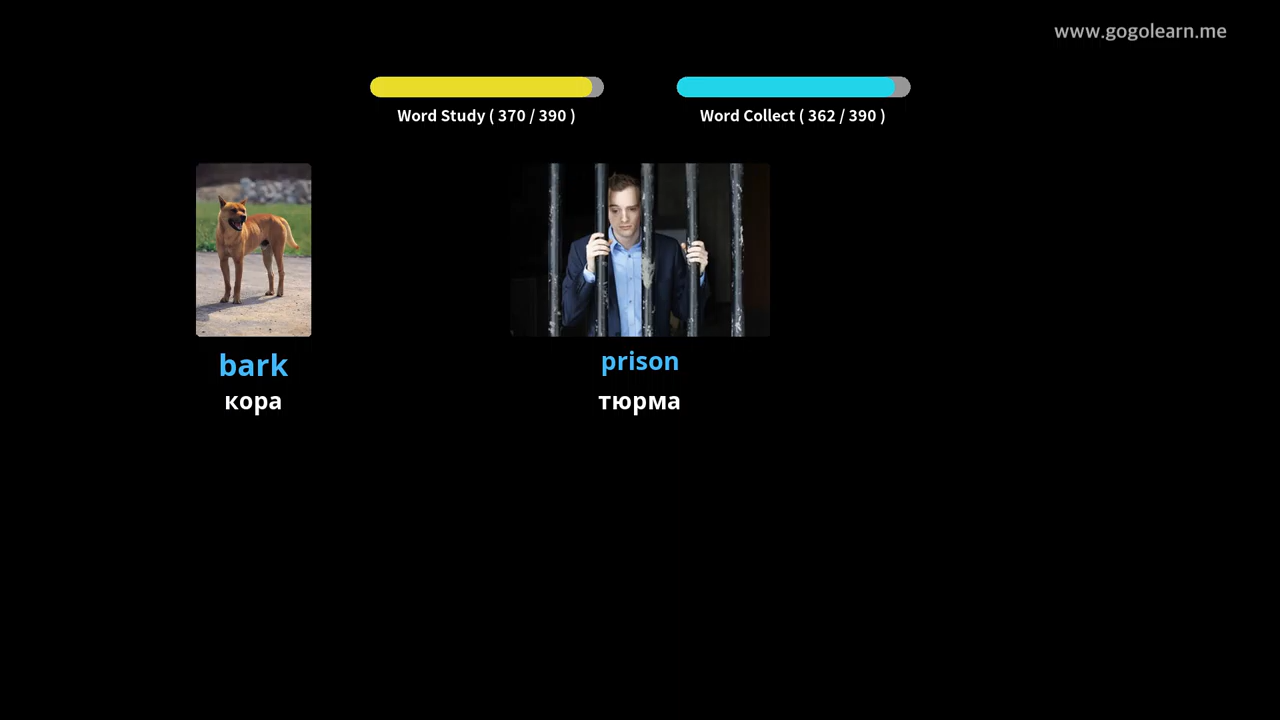 www.gogolearn.me
Word Study ( 370 / 390 )
Word Collect ( 362 / 390 )
bark
prison
кора
тюрма